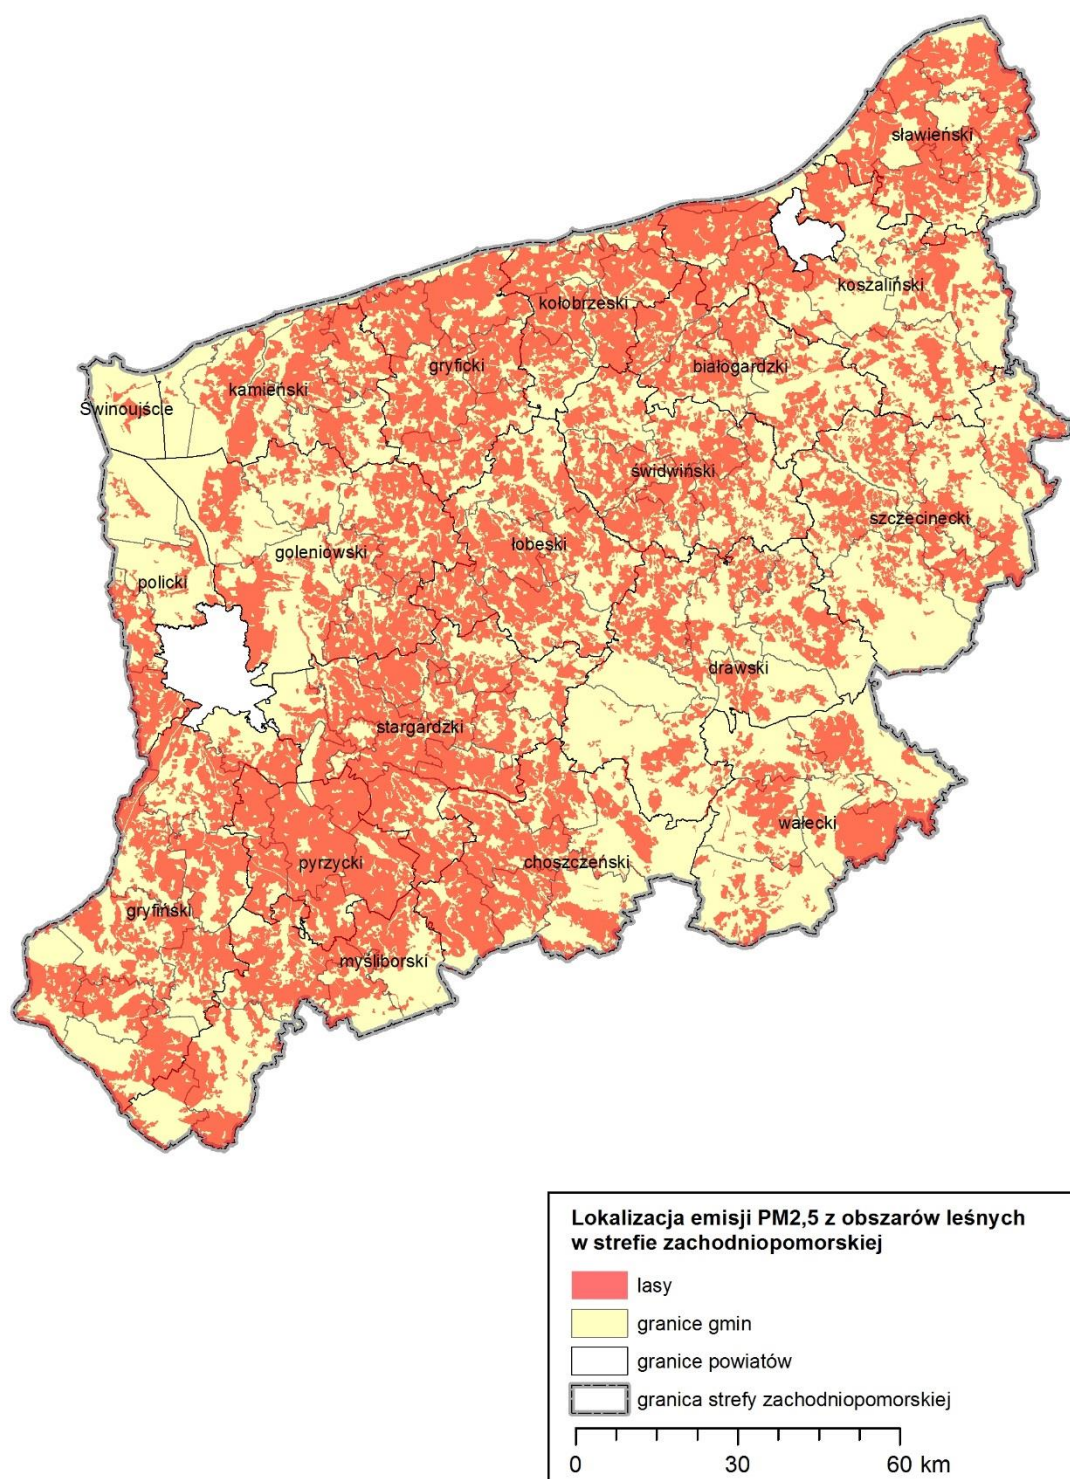 sławieński
koszaliński
kołobrzeski
białogardzki
gryficki
kamieński
Świnoujście
świdwiński
szczecinecki
łobeski
goleniowski
policki
drawski
stargardzki
wałecki
choszczeński
pyrzycki
gryfiński
myśliborski
Lokalizacja emisji PM2,5 z obszarów leśnych
w strefie zachodniopomorskiej
lasy
granice gmin
granice powiatów
granica strefy zachodniopomorskiej
0 30 60 km